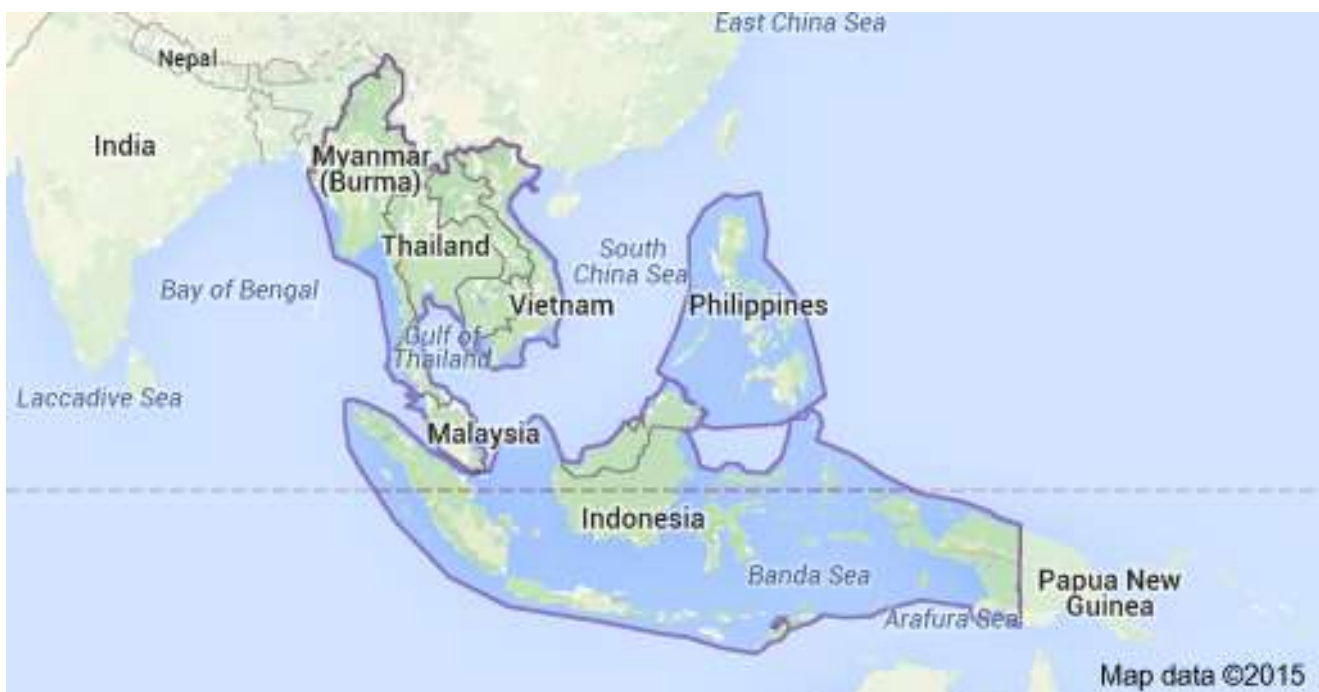 East China Sea
Nepal
India
Myanmar
(Burma)
Thailand
South
China Sea
Bay of Bengal
Vietnam
Philippines
Gulf of
Thailand
Laccadive Sea
Malaysia
Indonesia
Banda Sea
Papua New
Guinea
Arafura Sea
Map data ©2015